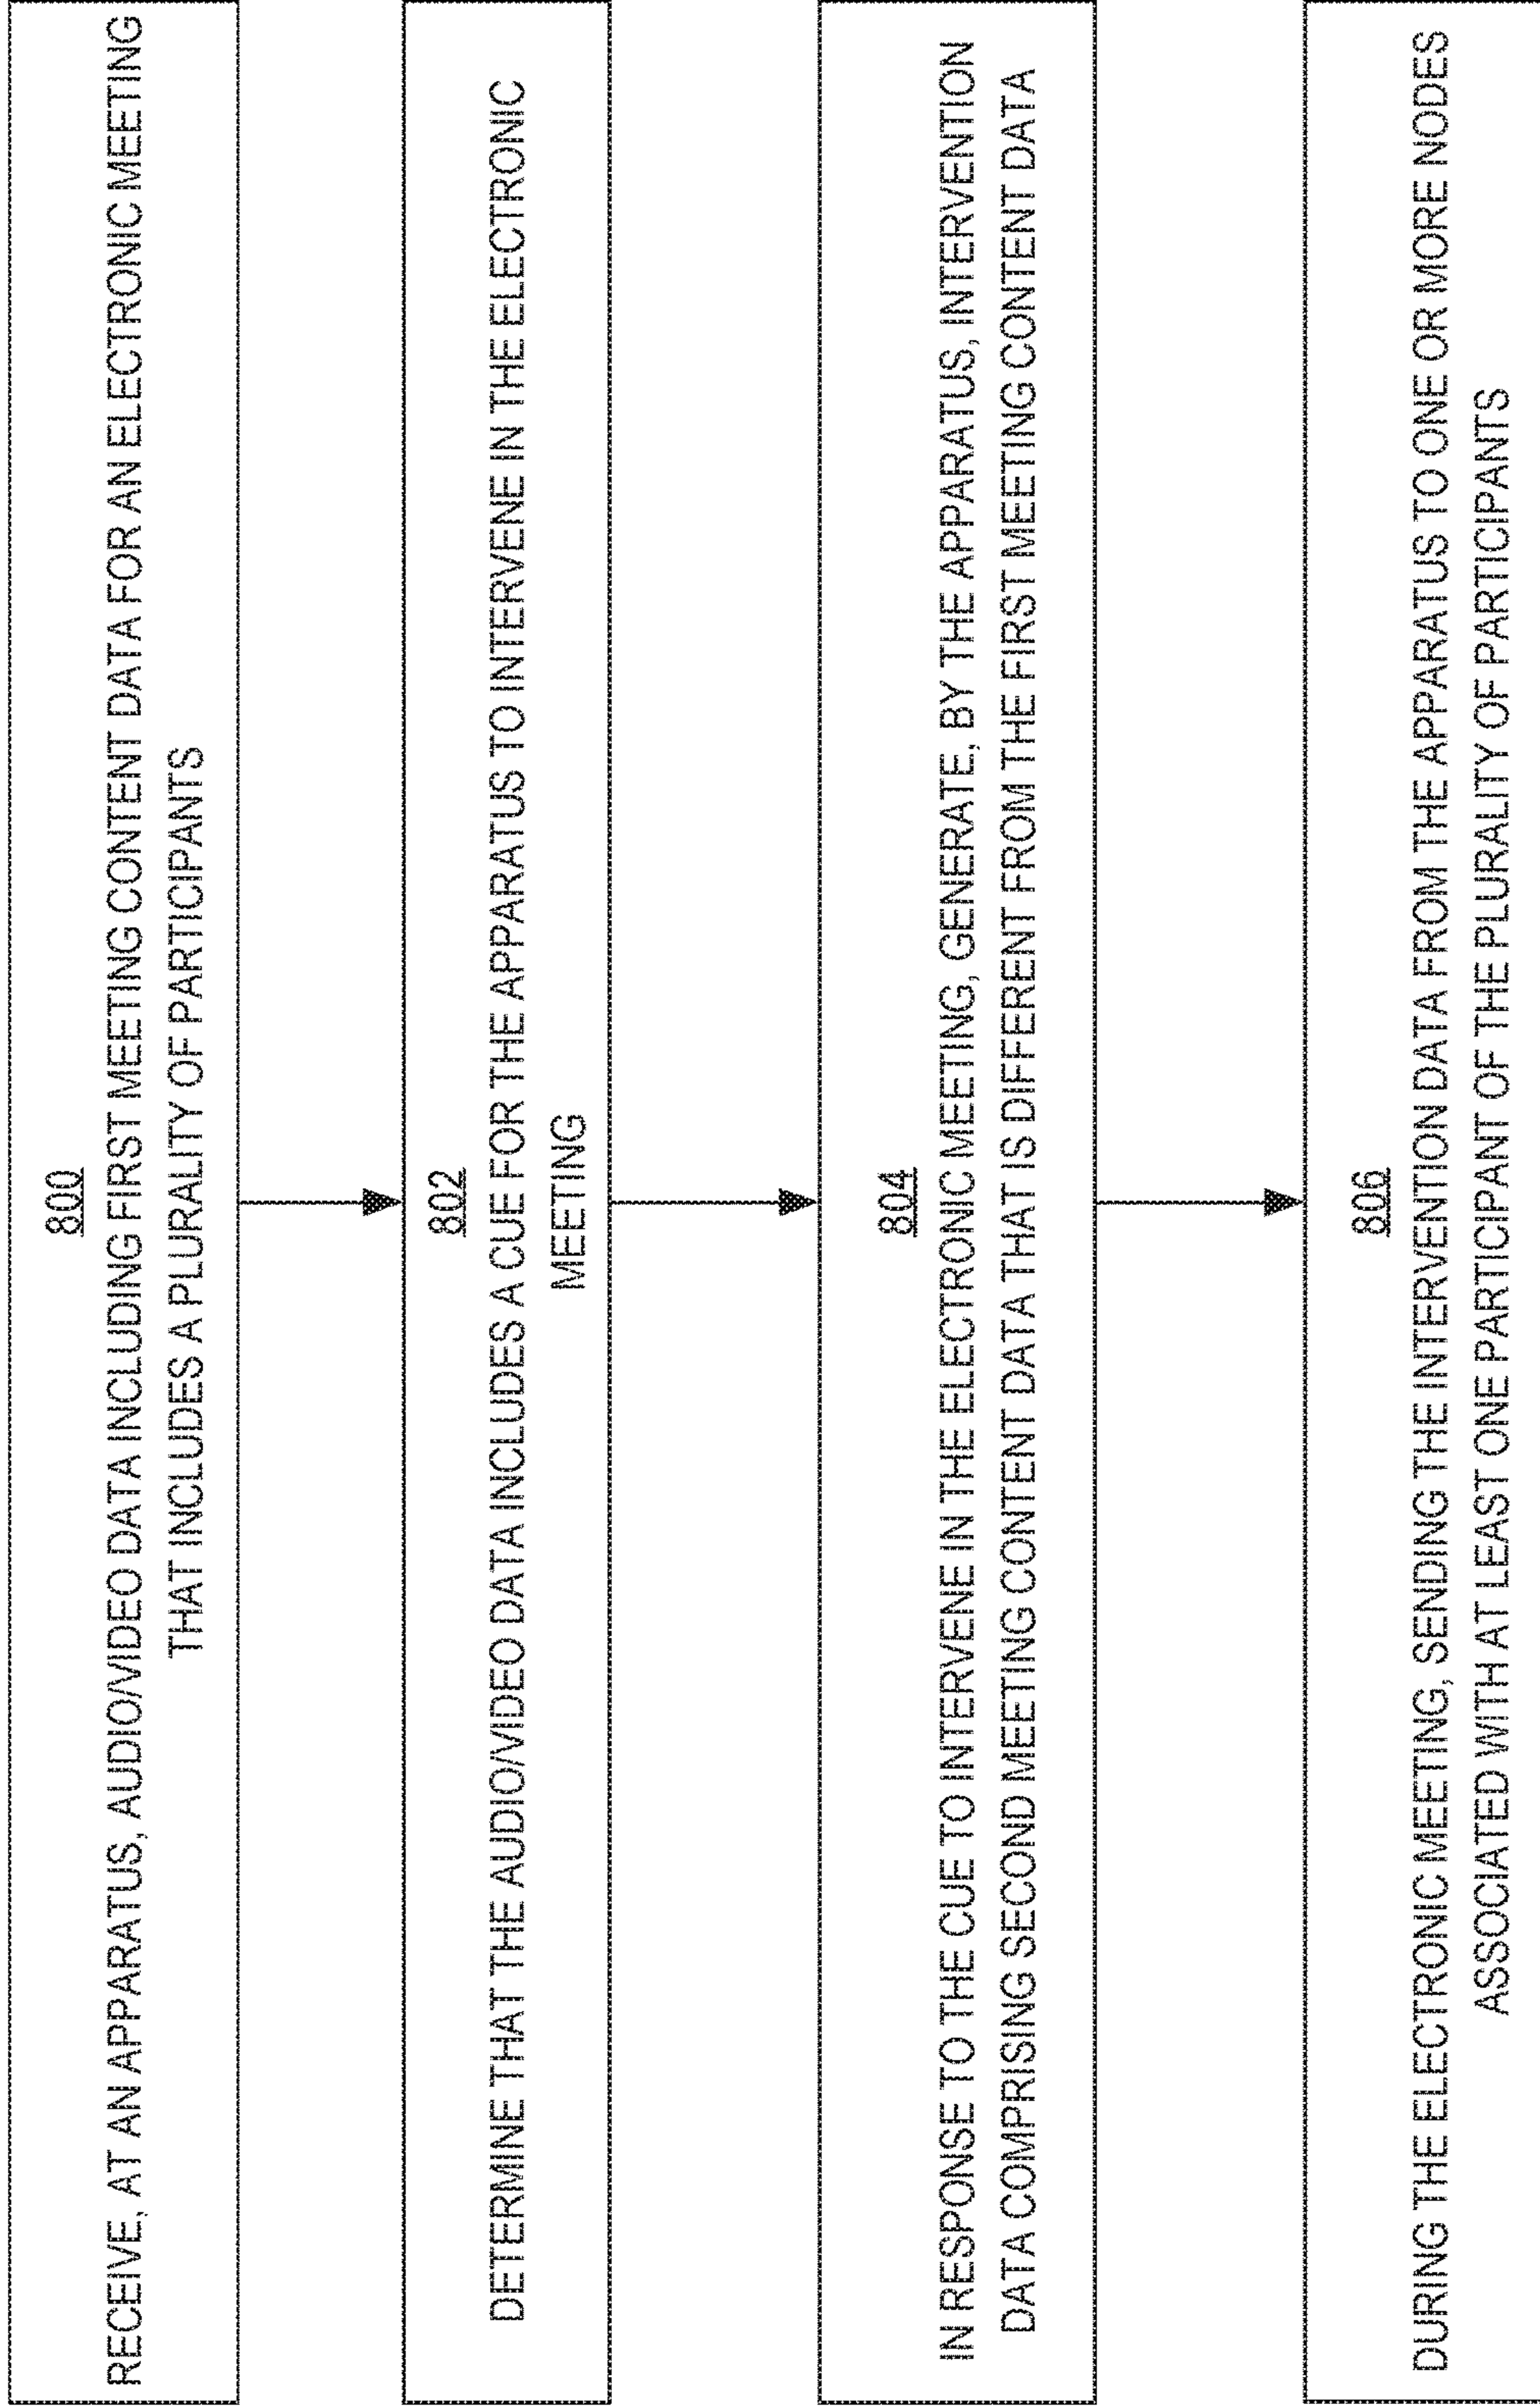 800
RECEIVE, AT AN APPARATUS, AUDIO/VIDEO DATA INCLUDING FIRST MEETING CONTENT DATA FOR AN ELECTRONIC MEETING
THAT INCLUDES A PLURALITY OF PARTICIPANTS
802
DETERMINE THAT THE AUDIO/VIDEO DATA INCLUDES A CUE FOR THE APPARATUS TO INTERVENE IN THE ELECTRONIC
MEETING
804
IN RESPONSE TO THE CUE TO INTERVENE IN THE ELECTRONIC MEETING, GENERATE, BY THE APPARATUS, INTERVENTION
DATA COMPRISING SECOND MEETING CONTENT DATA THAT IS DIFFERENT FROM THE FIRST MEETING CONTENT DATA
806
DURING THE ELECTRONIC MEETING, SENDING THE INTERVENTION DATA FROM THE APPARATUS TO ONE OR MORE NODES
ASSOCIATED WITH AT LEAST ONE PARTICIPANT OF THE PLURALITY OF PARTICIPANTS